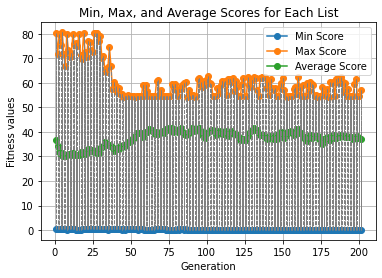 Min, Max, and Average Scores for Each List
Min Score
Max Score
Average Score
Fitness values
80
70
60
50
40
30
20
10
0
0 25 50 75 100 125 150 175 200
Generation